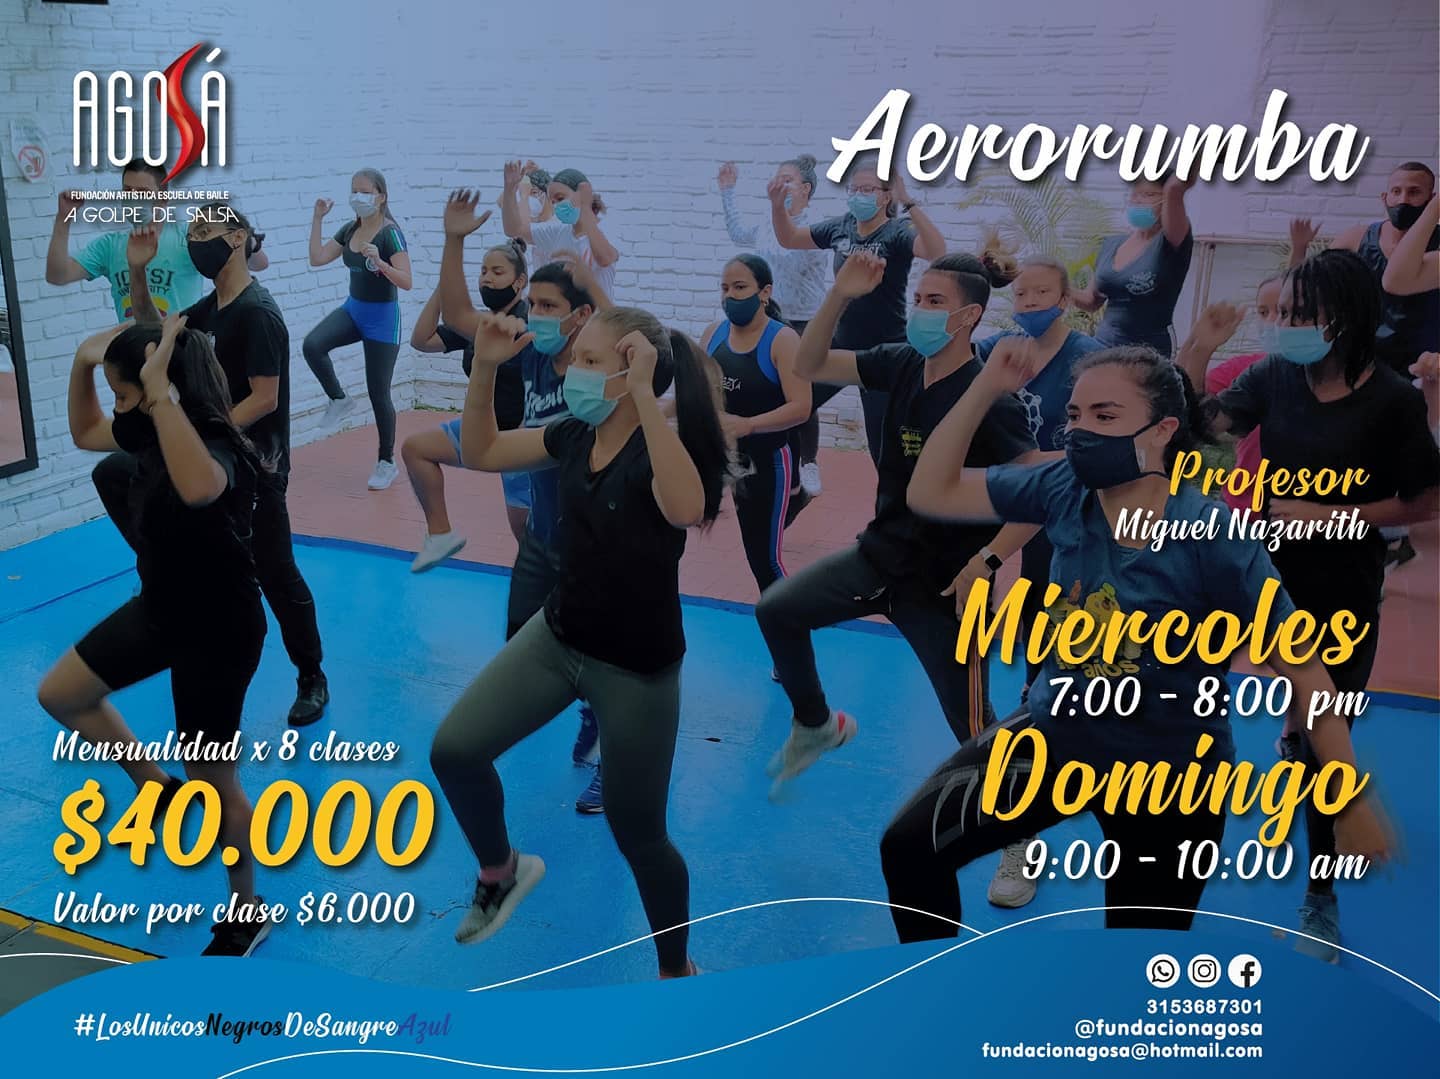 AGOSÁ
FUNDACIÓN ARTÍSTICA ESCUELA DE BAILE
A GOLPE DE SALSA
Aerorumba
Profesor
Miguel Nazarith
Miercoles
7:00 - 8:00 pm
Domingo
9:00 - 10:00 am
Mensualidad x 8 clases
$40.000
Valor por clase $6.000
#LosUnicosNegrosDeSangreAzul
3153687301
@fundacionagosa
fundacionagosa@hotmail.com